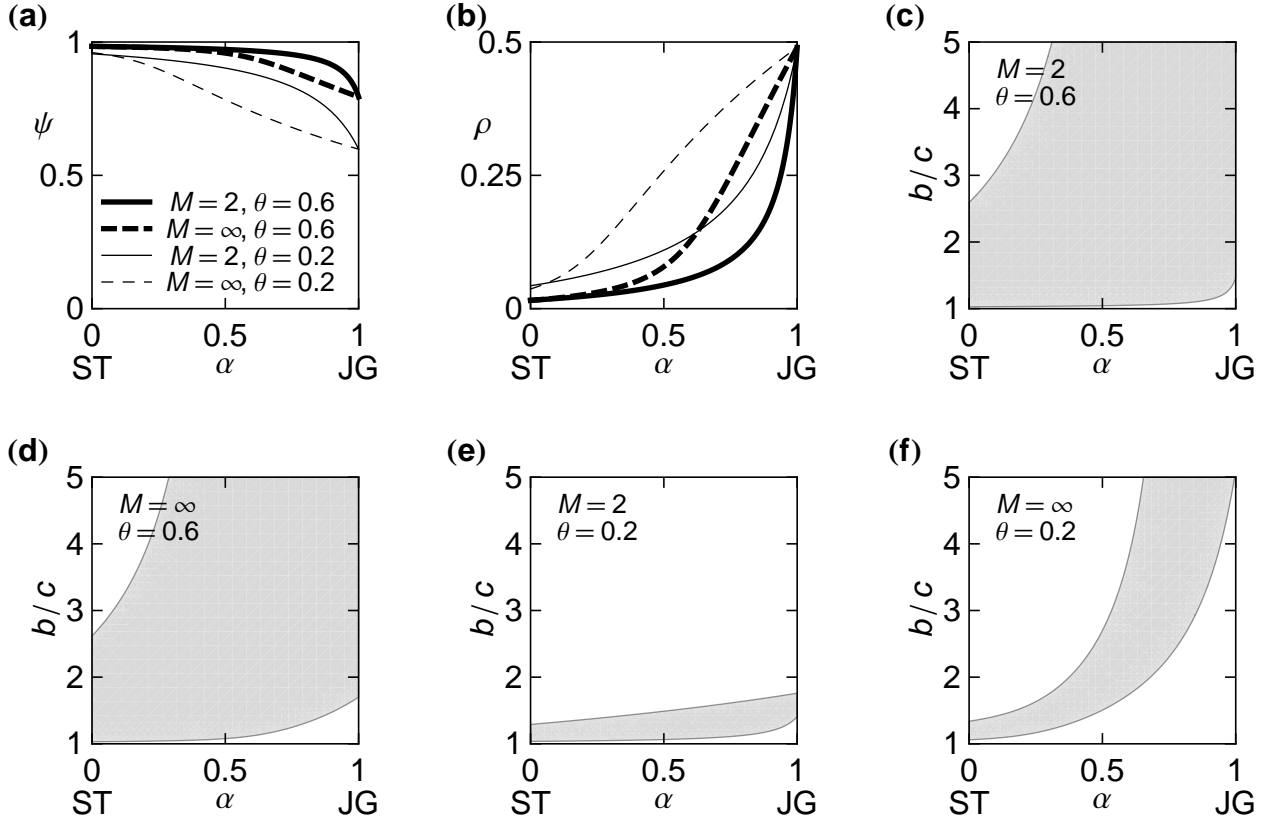 (a)
1
ψ
0.5
M = 2, θ = 0.6
M = ∞, θ = 0.6
M = 2, θ = 0.2
M = ∞, θ = 0.2
0
0 0.5 1
ST α JG
(b)
0.5
ρ
0.25
0
0 0.5 1
ST α JG
(c)
5
4
3
2
1
b/c
M = 2
θ = 0.6
0 0.5 1
ST α JG
(d)
5
4
3
2
1
b/c
M = ∞
θ = 0.6
0 0.5 1
ST α JG
(e)
5
4
3
2
1
b/c
M = 2
θ = 0.2
0 0.5 1
ST α JG
(f)
5
4
3
2
1
b/c
M = ∞
θ = 0.2
0 0.5 1
ST α JG